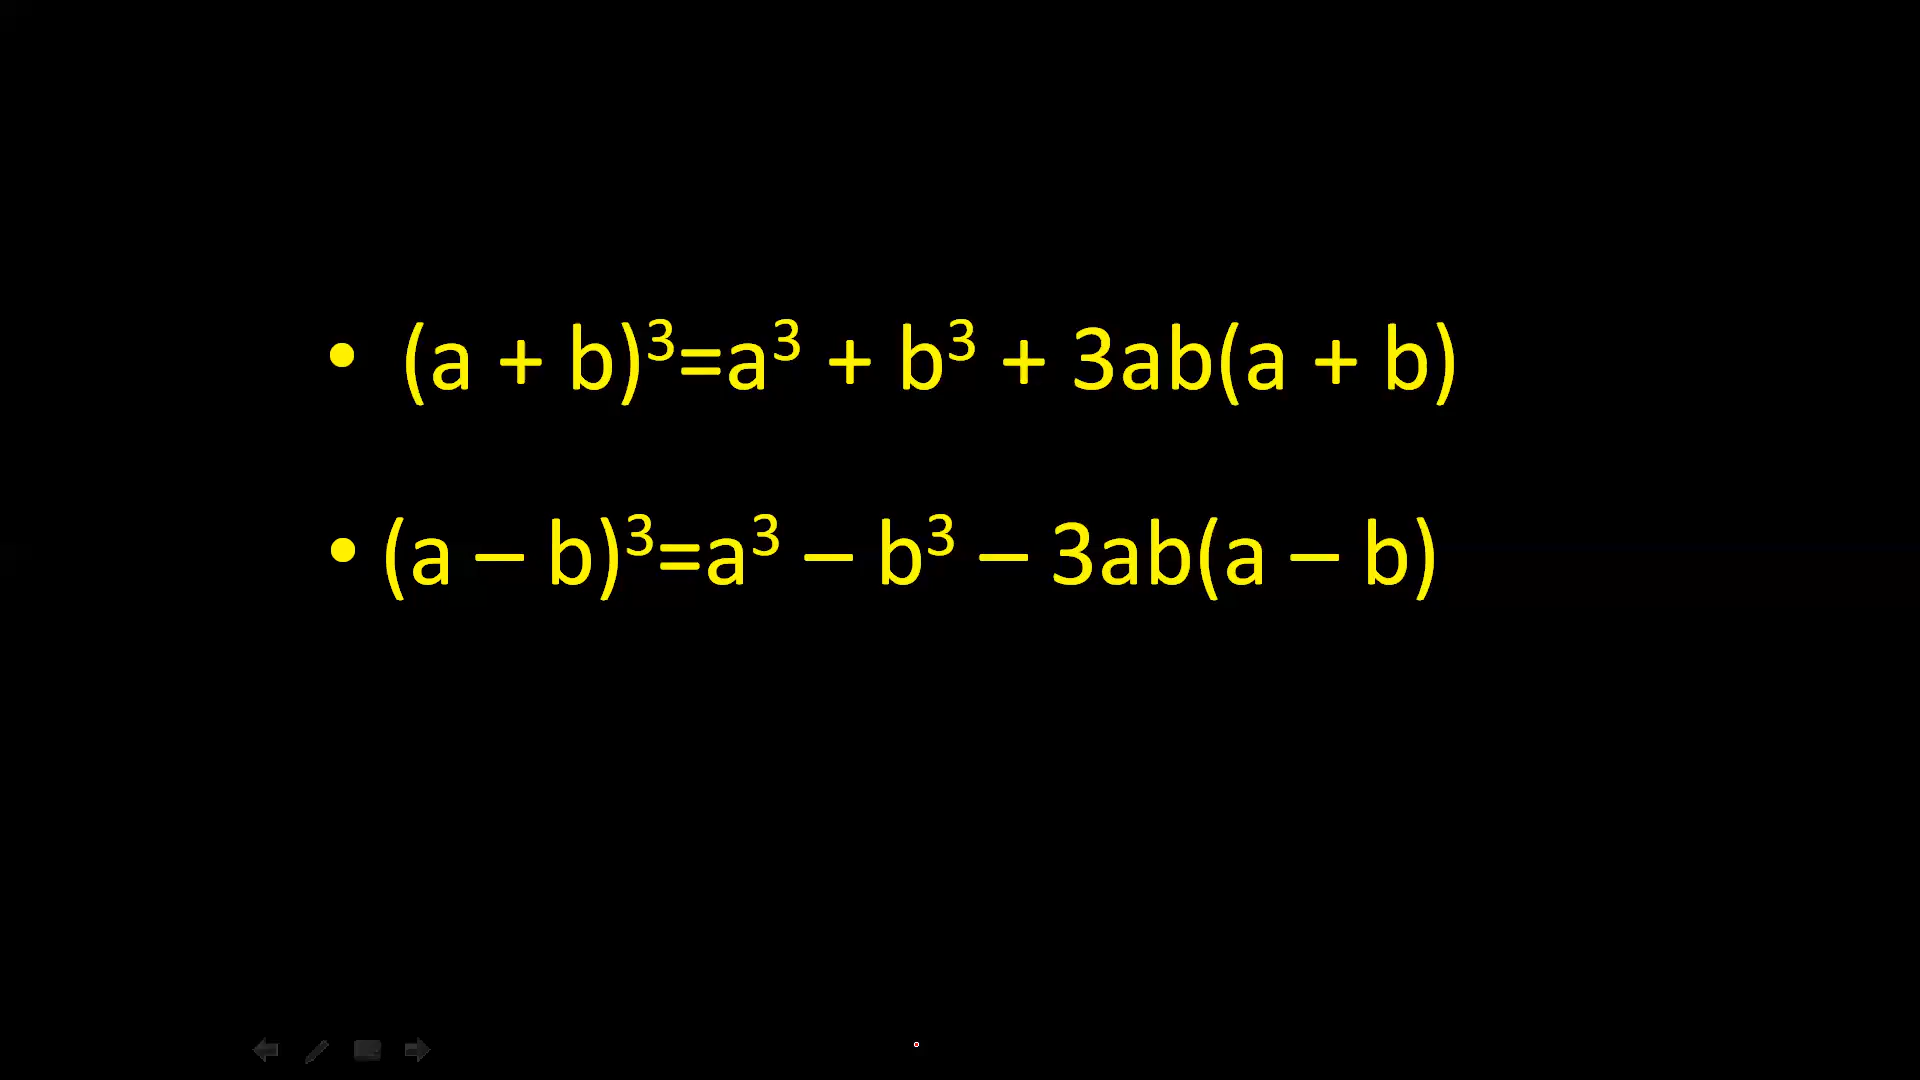 • (a + b)³=a³ + b³ + 3ab(a + b)
• (a – b)³=a³ – b³ – 3ab(a – b)